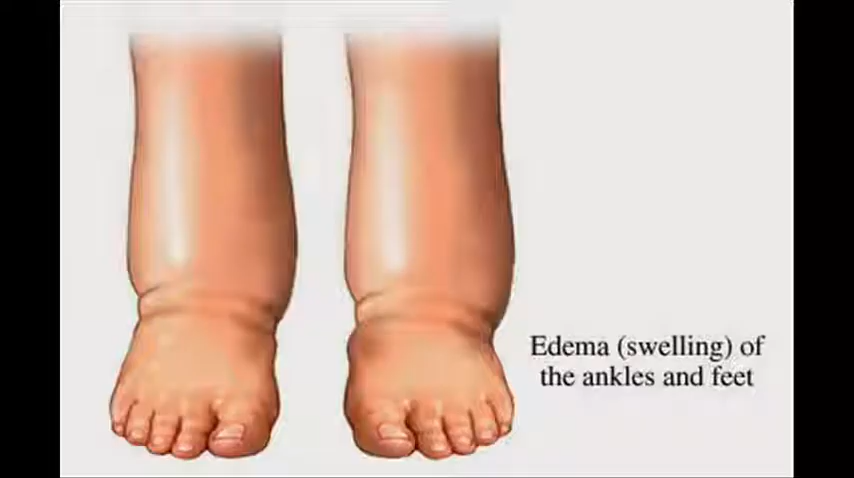 Edema (swelling) of
the ankles and feet